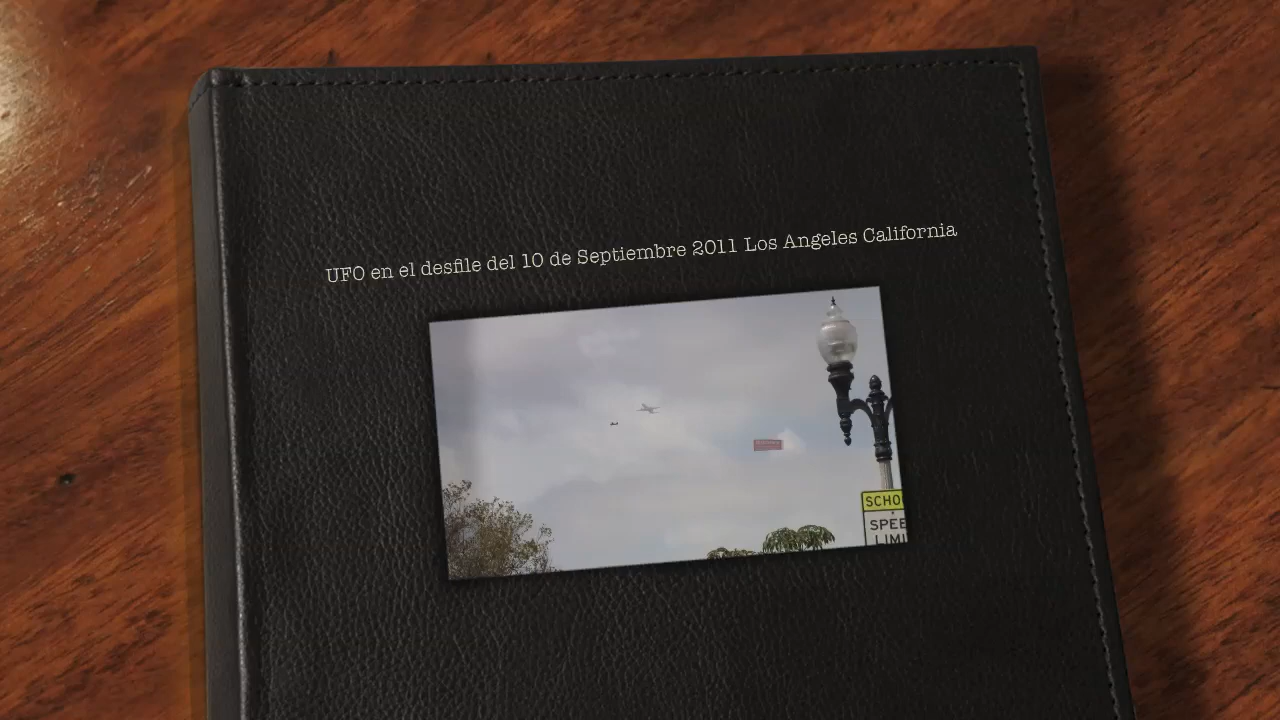 UFO en el desfile del 10 de Septiembre 2011 Los Angeles California
SCHO
SPEE
LIMI